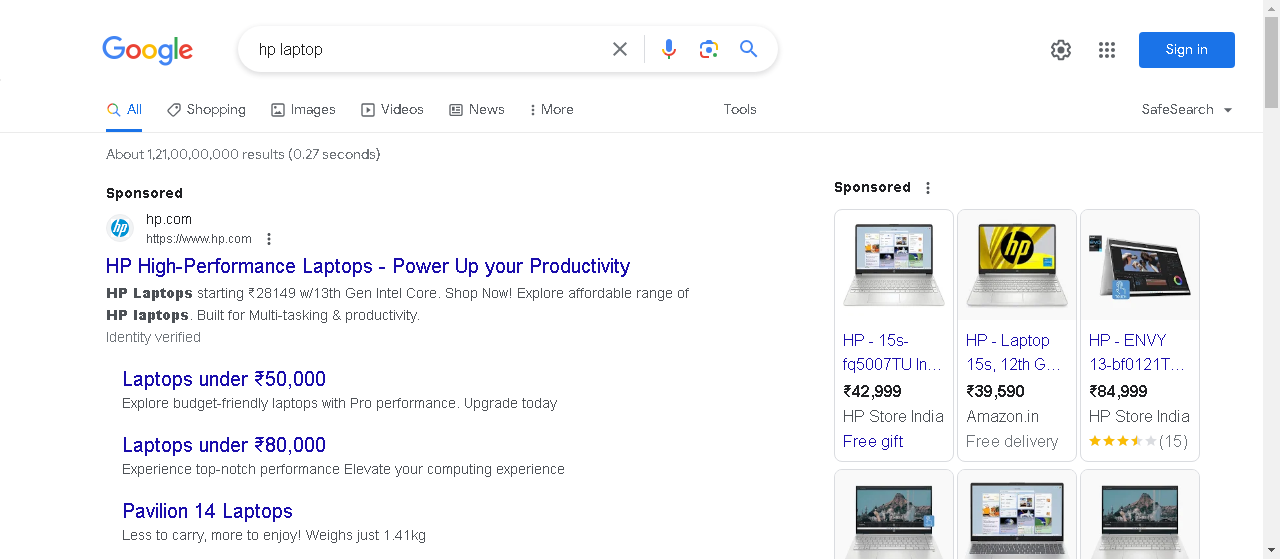 Google
hp laptop
Sign in
All
Shopping
Images
Videos
News
More
Tools
SafeSearch
About 1,21,00,00,000 results (0.27 seconds)
Sponsored
hp
hp.com
https://www.hp.com
HP High-Performance Laptops - Power Up your Productivity
HP Laptops starting ₹28145 w/13th Gen Intel Core. Shop Now! Explore affordable range of
HP laptops. Built for Multi-tasking & productivity.
Identity verified
Laptops under ₹50,000
Explore budget-friendly laptops with Pro performance. Upgrade today
Laptops under ₹80,000
Experience top-notch performance Elevate your computing experience
Pavilion 14 Laptops
Less to carry, more to enjoy Weight just 1.41kg
Sponsored
HP - 15s-
fq5007TU In...
₹42,999
HP Store India
Free gift
hp
HP - Laptop
15s, 12th G...
₹39,590
Amazon.in
Free delivery
HP - ENVY
13-bf0121T...
₹84,999
HP Store India
(15)